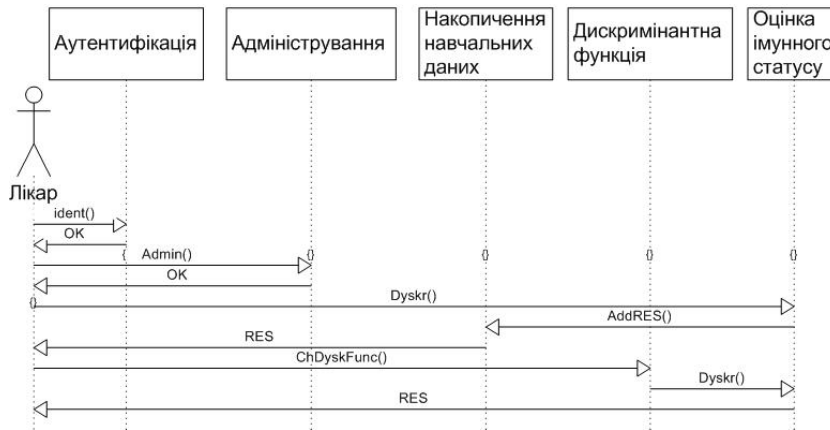 Аутентифікація
Адміністрування
Накопичення
навчальних
даних
Дискримінантна
функція
Оцінка
імунного
статусу
Лікар
ident()
OK
Admin()
OK
Dyskr()
AddRES()
RES
ChDyskFunc()
Dyskr()
RES